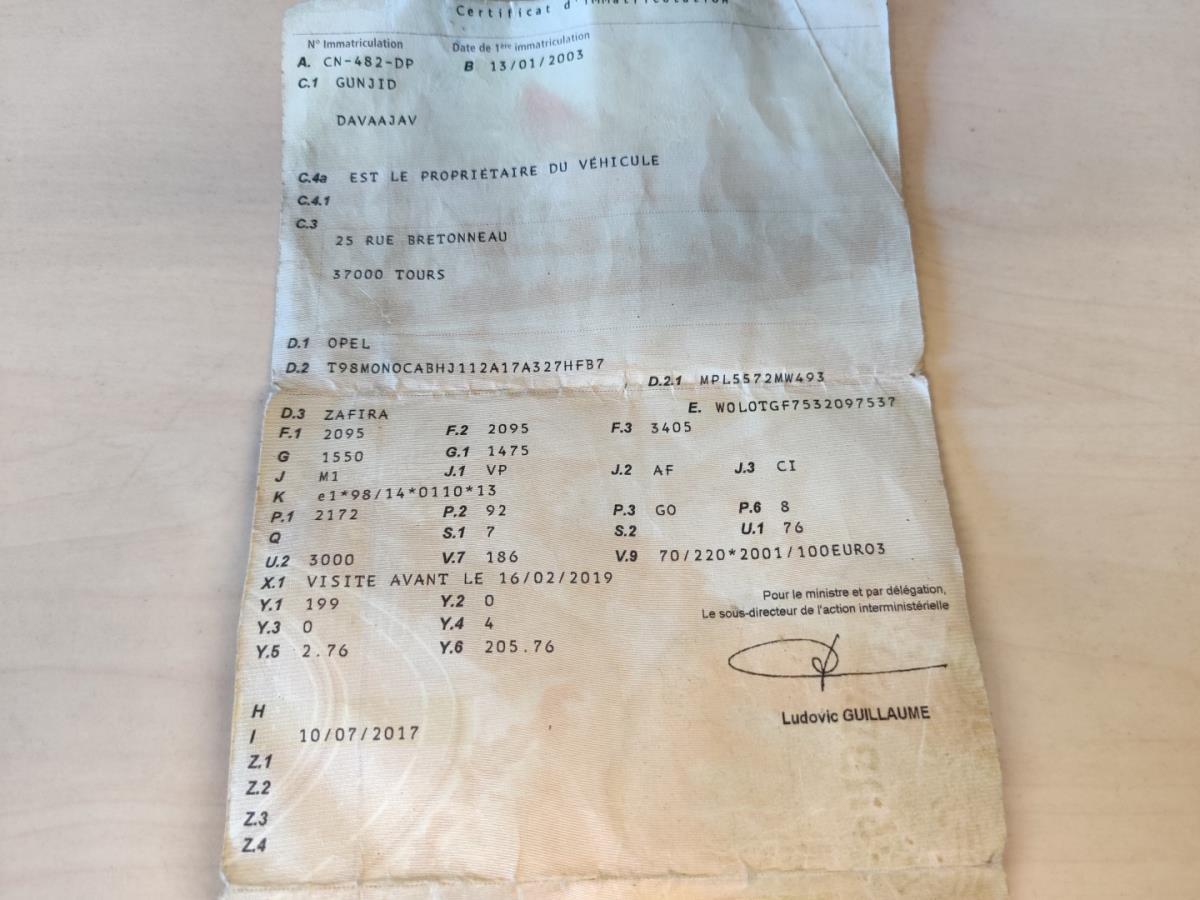 Certificat d'Immatriculation
N° Immatriculation Date de 1ère immatriculation
A. CN-482-DP B 13/01/2003
C.1 GUNJID
DAVAAJAV
C.4a EST LE PROPRIÉTAIRE DU VÉHICULE
C.4.1
C.3
25 RUE BRETONNEAU
37000 TOURS
D.1 OPEL
D.2 T98MONOCABHJ112A17A327HFB7
D.2.1 MPL5572MW493
D.3 ZAFIRA E. W0L0TGF7532097537
F.1 2095 F.2 2095 F.3 3405
G 1550 G.1 1475
J M1 J.1 VP J.2 AF J.3 CI
K e1*98/14*0110*13
P.1 2172 P.2 92 P.3 GO P.6 8
Q S.1 7 S.2 U.1 76
U.2 3000 V.7 186 V.9 70/220*2001/100EURO3
X.1 VISITE AVANT LE 16/02/2019
Y.1 199 Y.2 0
Y.3 0 Y.4 4
Y.5 2.76 Y.6 205.76
Pour le ministre et par délégation,
Le sous-directeur de l'action interministérielle
Ludovic GUILLAUME
H
I 10/07/2017
Z.1
Z.2
Z.3
Z.4